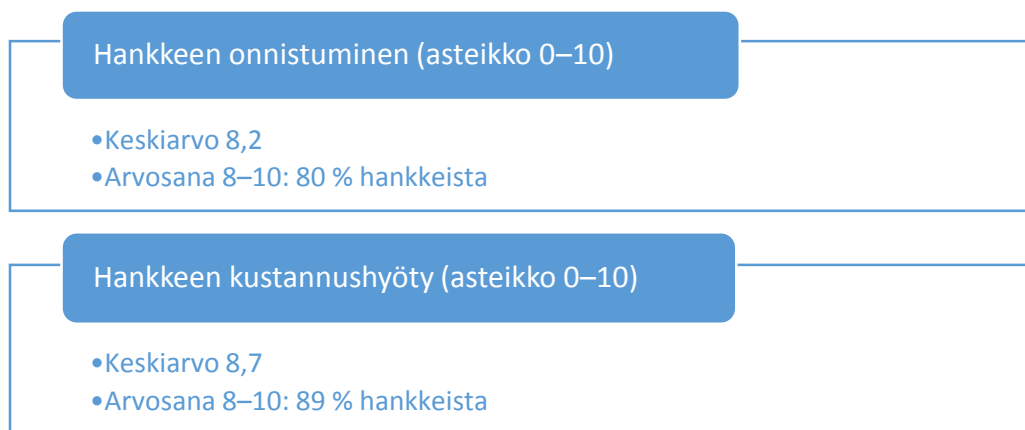 Hankkeen onnistuminen (asteikko 0–10)
•Keskiarvo 8,2
•Arvosana 8–10: 80 % hankkeista
Hankkeen kustannushyöty (asteikko 0–10)
•Keskiarvo 8,7
•Arvosana 8–10: 89 % hankkeista